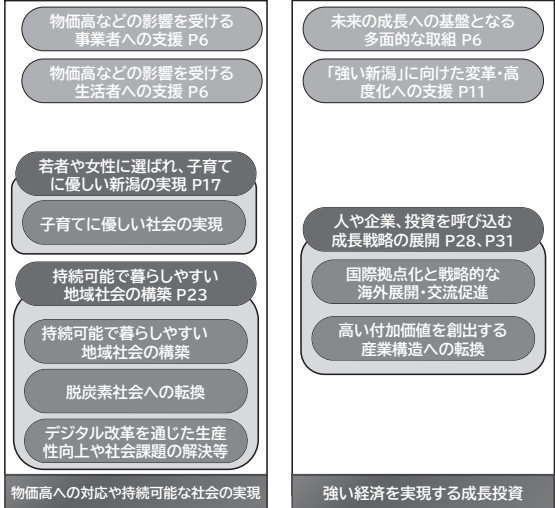 物価高などの影響を受ける
事業者への支援 P6
物価高などの影響を受ける
生活者への支援 P6
若者や女性に選ばれ、子育て
に優しい新潟の実現 P17
子育てに優しい社会の実現
持続可能で暮らしやすい
地域社会の構築 P23
持続可能で暮らしやすい
地域社会の構築
脱炭素社会への転換
デジタル改革を通じた生産
性向上や社会課題の解決等
物価高への対応や持続可能な社会の実現
未来の成長への基盤となる
多面的な取組 P6
「強い新潟」に向けた変革・高
度化への支援 P11
人や企業、投資を呼び込む
成長戦略の展開 P28、P31
国際拠点化と戦略的な
海外展開・交流促進
高い付加価値を創出する
産業構造への転換
強い経済を実現する成長投資